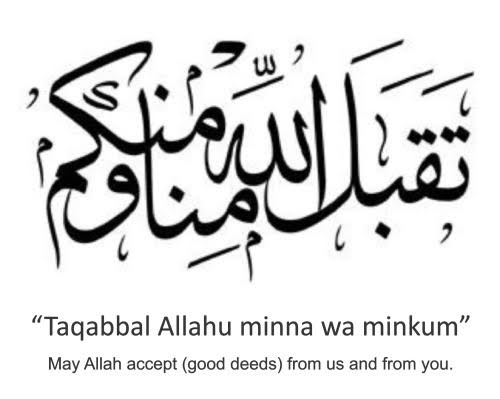 تقبل الله منا ومنكم
“Taqabbal Allahu minna wa minkum”
May Allah accept (good deeds) from us and from you.